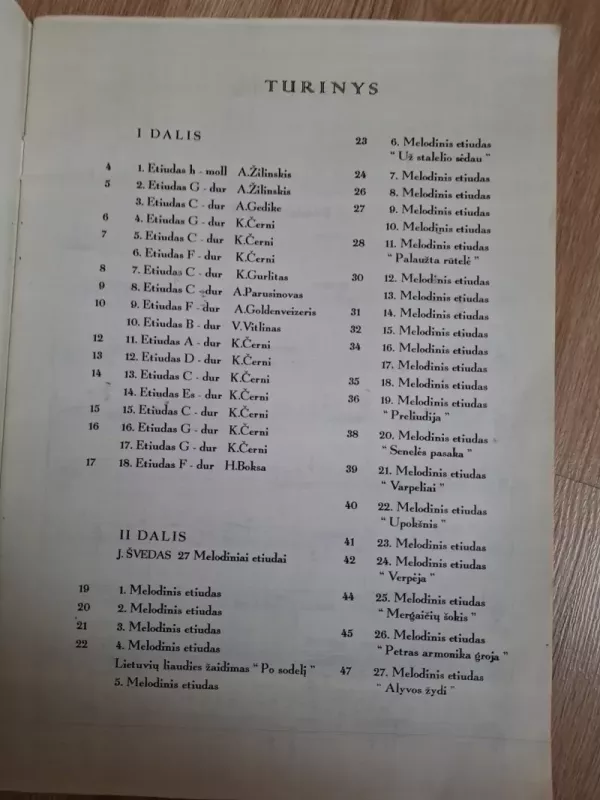 TURINYS
I DALIS
4 1. Etiudas h - moll A.Žilinskis
5 2. Etiudas G - dur A.Žilinskis
3. Etiudas C - dur A.Gedike
6 4. Etiudas G - dur K.Černi
7 5. Etiudas C - dur K.Černi
6. Etiudas F - dur K.Černi
8 7. Etiudas C - dur K.Gurlitas
9 8. Etiudas C - dur A.Parusinovas
10 9. Etiudas F - dur A.Goldenveizeris
10. Etiudas B - dur V.Vitlinas
12 11. Etiudas A - dur K.Černi
13 12. Etiudas D - dur K.Černi
14 13. Etiudas C - dur K.Černi
14. Etiudas Es - dur K.Černi
15 15. Etiudas C - dur K.Černi
16 16. Etiudas G - dur K.Černi
17. Etiudas G - dur K.Černi
17 18. Etiudas F - dur H.Boksa
II DALIS
J. ŠVEDAS 27 Melodiniai etiudai
19 1. Melodinis etiudas
20 2. Melodinis etiudas
21 3. Melodinis etiudas
22 4. Melodinis etiudas
Lietuvių liaudies žaidimas “ Po sodelį ”
5. Melodinis etiudas
23 6. Melodinis etiudas
“ Už stalelio sėdau ”
24 7. Melodinis etiudas
26 8. Melodinis etiudas
27 9. Melodinis etiudas
10. Melodinis etiudas
28 11. Melodinis etiudas
“ Palaužta rūtelė ”
30 12. Melodinis etiudas
13. Melodinis etiudas
31 14. Melodinis etiudas
32 15. Melodinis etiudas
34 16. Melodinis etiudas
17. Melodinis etiudas
35 18. Melodinis etiudas
36 19. Melodinis etiudas
“ Preliudija ”
38 20. Melodinis etiudas
“ Senelės pasaka ”
39 21. Melodinis etiudas
“ Varpeliai ”
40 22. Melodinis etiudas
“ Upokšnis ”
41 23. Melodinis etiudas
42 24. Melodinis etiudas
“ Verpėja ”
44 25. Melodinis etiudas
“ Mergaičių šokis ”
45 26. Melodinis etiudas
“ Petras armonika groja ”
47 27. Melodinis etiudas
“ Alyvos žydi ”